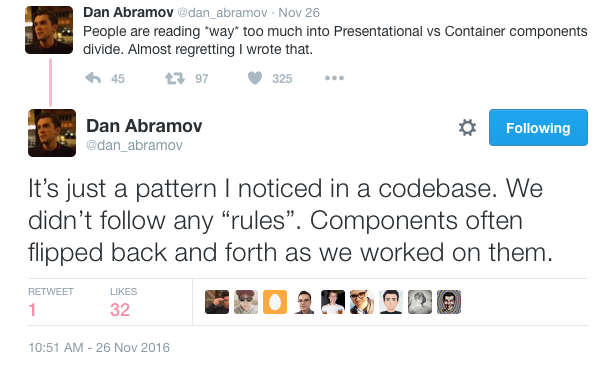 Dan Abramov @dan_abramov · Nov 26
People are reading *way* too much into Presentational vs Container components
divide. Almost regretting I wrote that.
45 97 325 •••
Dan Abramov
@dan_abramov
Following
It’s just a pattern I noticed in a codebase. We
didn’t follow any “rules”. Components often
flipped back and forth as we worked on them.
RETWEET LIKES
1 32
10:51 AM - 26 Nov 2016